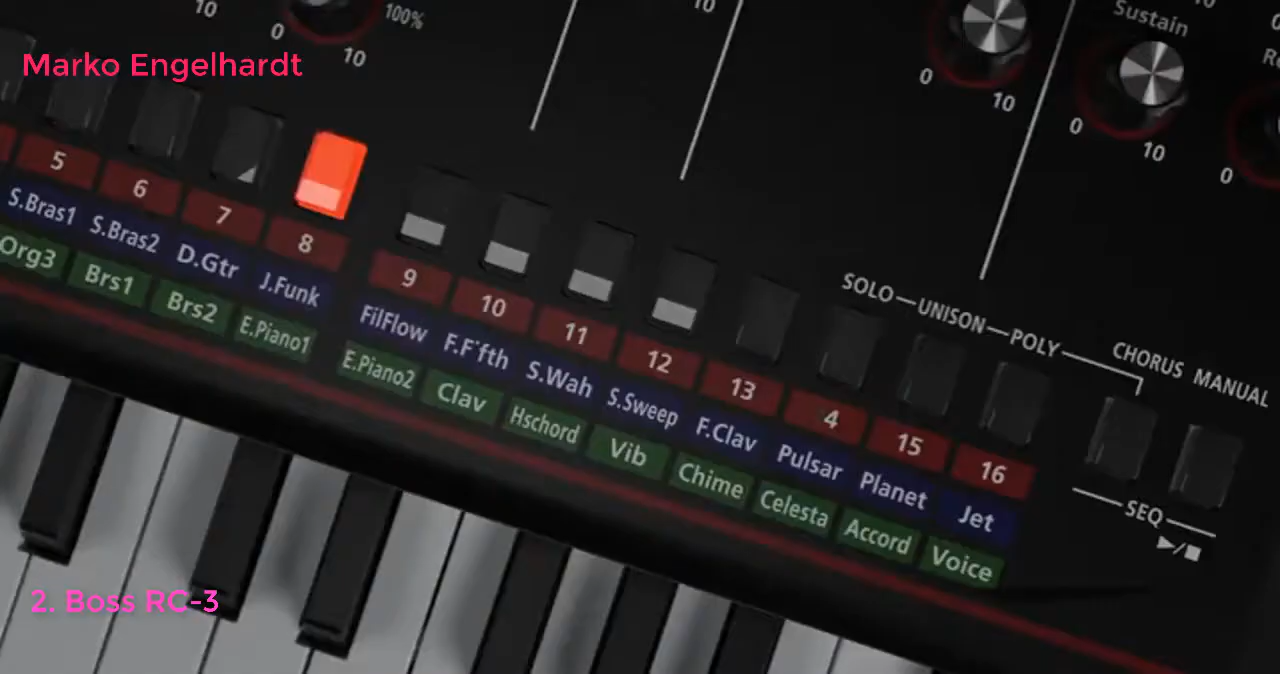 10
0
100%
10
10
0
10
Sustain
0
10
0
Marko Engelhardt
5 6 7 8 9 10 11 12 13 4 15 16
S.Bras1 S.Bras2 D.Gtr J.Funk FilFlow F.F'fth S.Wah S.Sweep F.Clav Pulsar Planet Jet
Org3 Brs1 Brs2 E.Piano1 E.Piano2 Clav Hschord Vib Chime Celesta Accord Voice
SOLO UNISON POLY
CHORUS MANUAL
SEQ
2. Boss RC-3